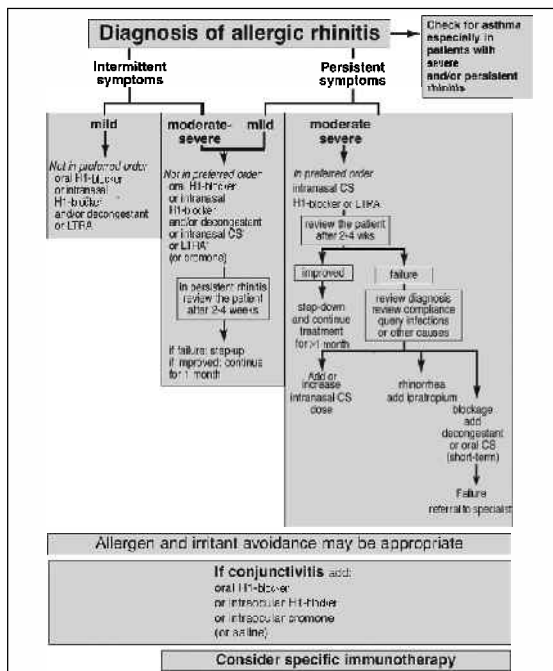 Diagnosis of allergic rhinitis
Check for asthma
especially in
patients with
severe
and/or persistent
rhinitis
Intermittent
symptoms
Persistent
symptoms
mild
Not in preferred order
oral H1-blocker
or intranasal
H1-blocker
and/or decongestant
or LTRA
moderate-
severe
mild
Not in preferred order
oral H1-blocker
or intranasal
H1-blocker
and/or decongestant
or intranasal CS
or LTRA
(or cromone)
in persistent rhinitis
review the patient
after 2-4 weeks
if failure: step-up
if improved: continue
for 1 month
moderate
severe
in preferred order
intranasal CS
H1-blocker or LTRA
review the patient
after 2-4 wks
improved
step-down
and continue
treatment
for >1 month
failure
review diagnosis
review compliance
query infections
or other causes
Add or
increase
intranasal CS
dose
rhinorrhea
add ipratropium
blockage
add
decongestant
or oral CS
(short-term)
Failure
referral to specialist
Allergen and irritant avoidance may be appropriate
If conjunctivitis add:
oral H1-blocker
or intraocular H1-blocker
or intraocular cromone
(or saline)
Consider specific immunotherapy